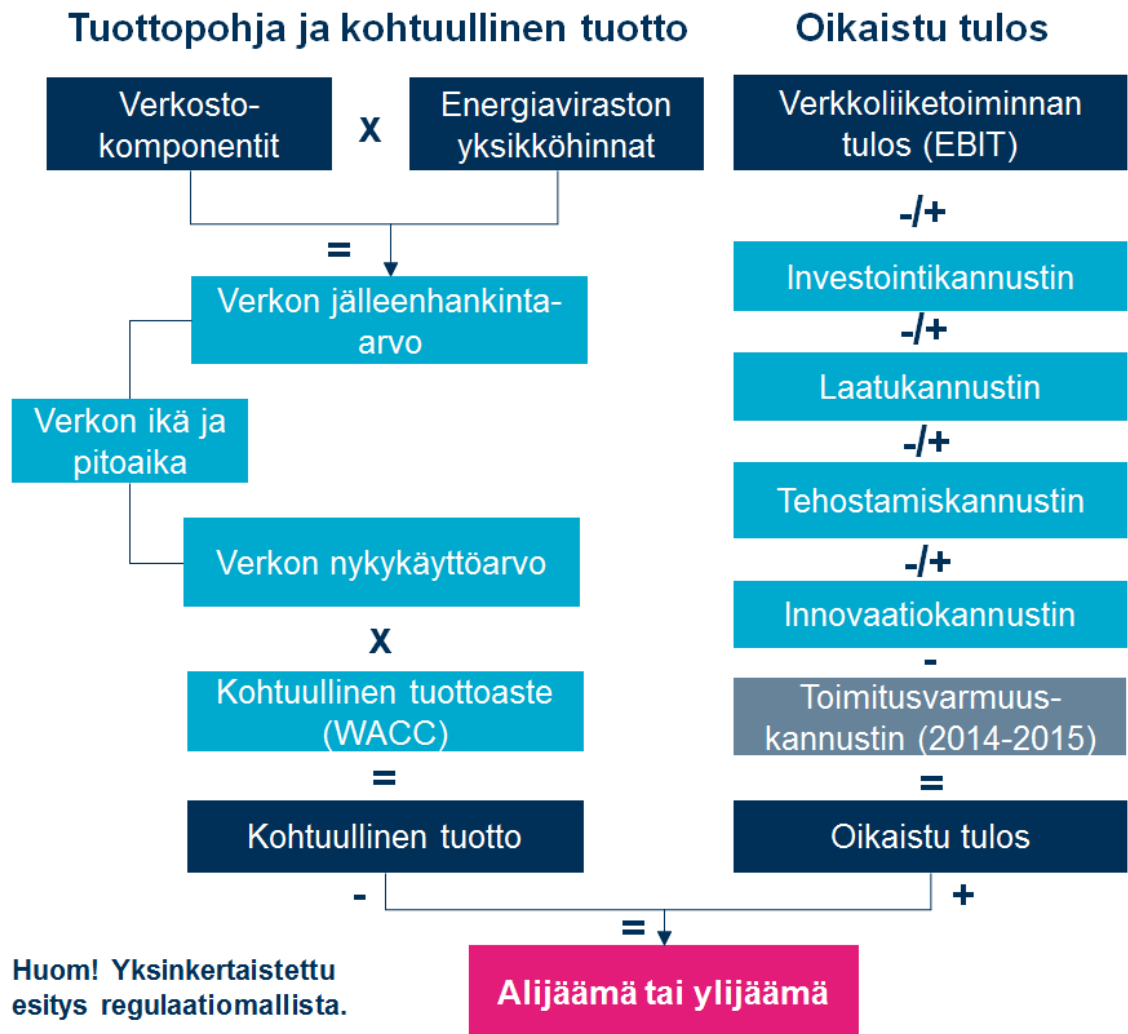 Tuottopohja ja kohtuullinen tuotto
Verkosto-
komponentit
x
Energiaviraston
yksikköhinnat
=
Verkon jälleenhankinta-
arvo
Verkon ikä ja
pitoaika
Verkon nykykäyttöarvo
x
Kohtuullinen tuottoaste
(WACC)
=
Kohtuullinen tuotto
-
Oikaistu tulos
Verkkoliiketoiminnan
tulos (EBIT)
-/+
Investointikannustin
-/+
Laatukannustin
-/+
Tehostamiskannustin
-/+
Innovaatiokannustin
-
Toimitusvarmuus-
kannustin (2014-2015)
=
Oikaistu tulos
+
=
Alijäämä tai ylijäämä
Huom! Yksinkertaistettu
esitys regulaatiomallista.